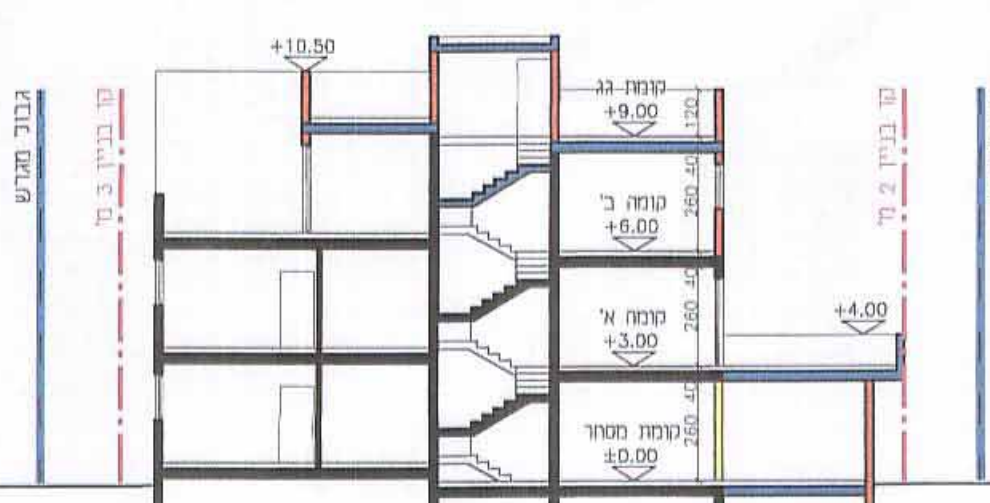 +10.50
גבול מגרש
קו בניין 3 מ'
קומת גג
+9.00
120
40
260
קומה ב'
+6.00
40
260
קומת א'
+3.00
40
260
קומת מסחר
±0.00
+4.00
קו בניין 2 מ'